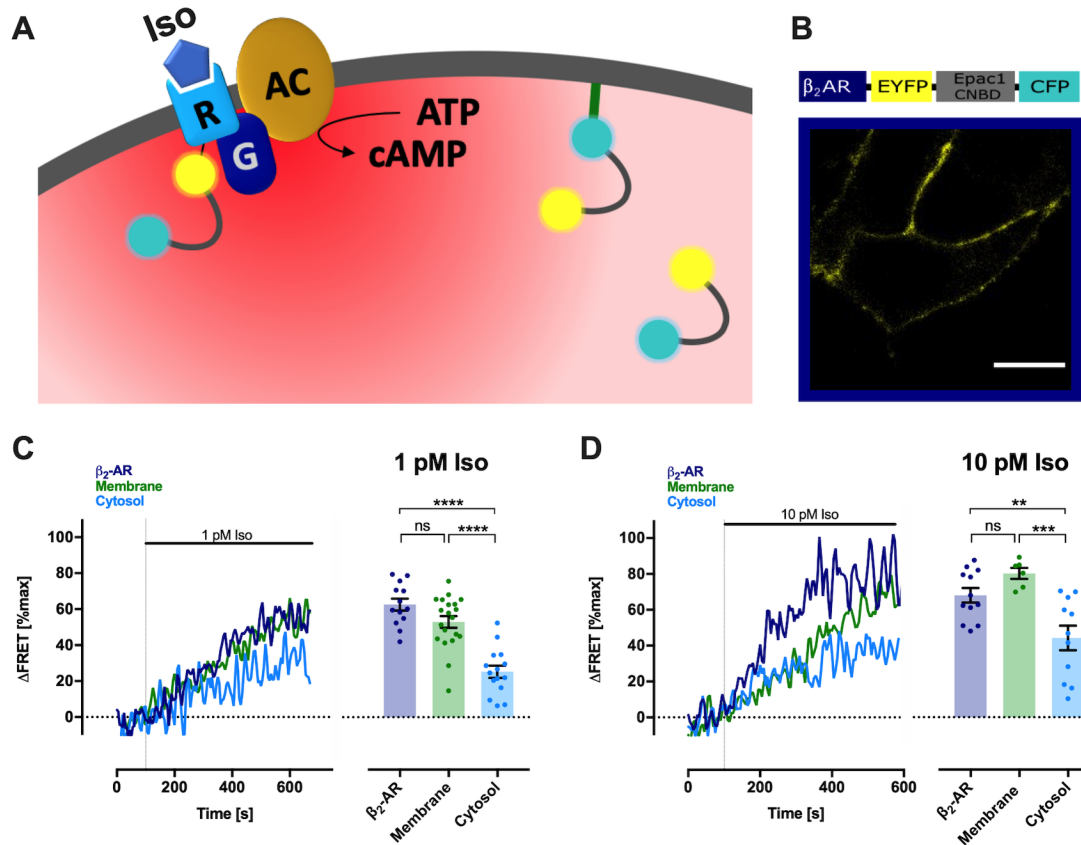 A
Iso
R
G
AC
ATP
cAMP
B
β2AR
EYFP
Epac1
CNBD
CFP
C
β2-AR
Membrane
Cytosol
1 pM Iso
1 pM Iso
ΔFRET [%max]
100
80
60
40
20
0
0
200
400
600
Time [s]
****
ns
****
β2-AR
Membrane
Cytosol
D
β2-AR
Membrane
Cytosol
10 pM Iso
10 pM Iso
ΔFRET [%max]
100
80
60
40
20
0
0
200
400
600
Time [s]
**
ns
***
β2-AR
Membrane
Cytosol